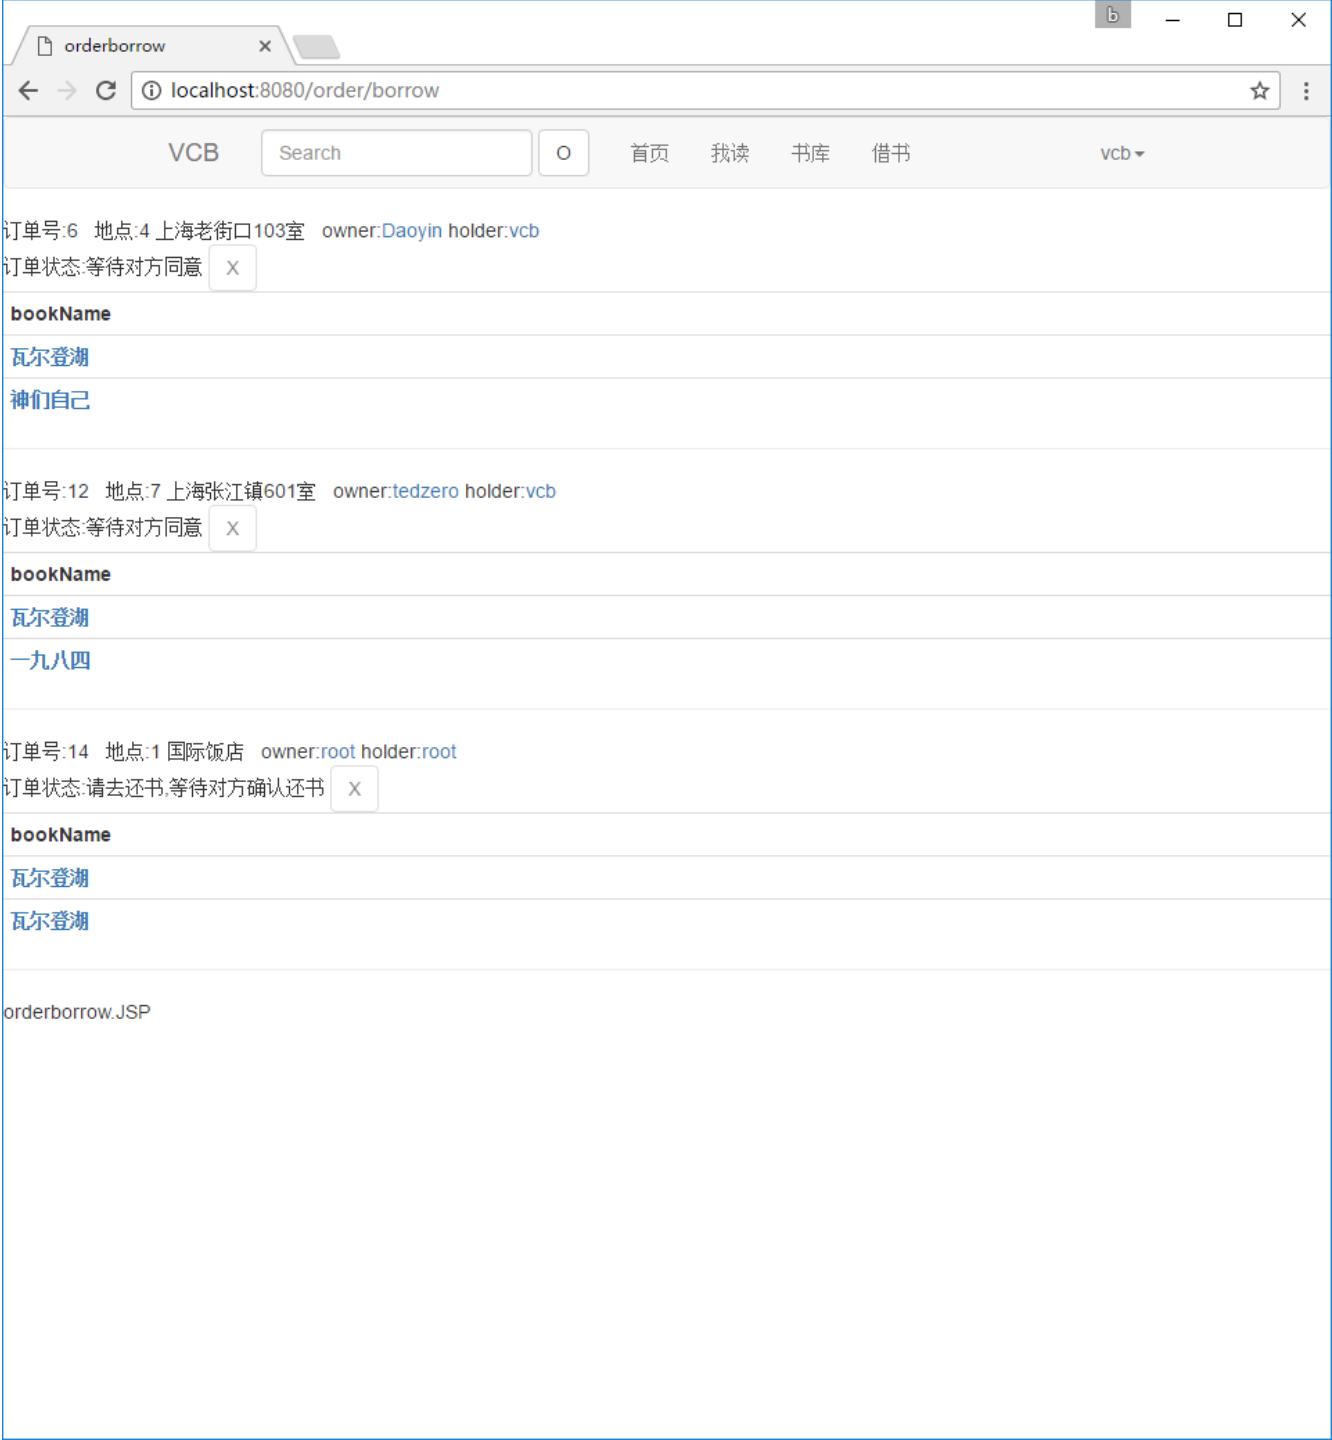 b
orderborrow
localhost:8080/order/borrow
VCB Search O 首页 我读 书库 借书 vcb
订单号:6 地点:4 上海老街口103室 owner:Daoyin holder:vcb
订单状态:等待对方同意 X
bookName
瓦尔登湖
神们自己
订单号:12 地点:7 上海张江镇601室 owner:tedzero holder:vcb
订单状态:等待对方同意 X
bookName
瓦尔登湖
一九八四
订单号:14 地点:1 国际饭店 owner:root holder:root
订单状态:请去还书,等待对方确认还书 X
bookName
瓦尔登湖
瓦尔登湖
orderborrow.JSP